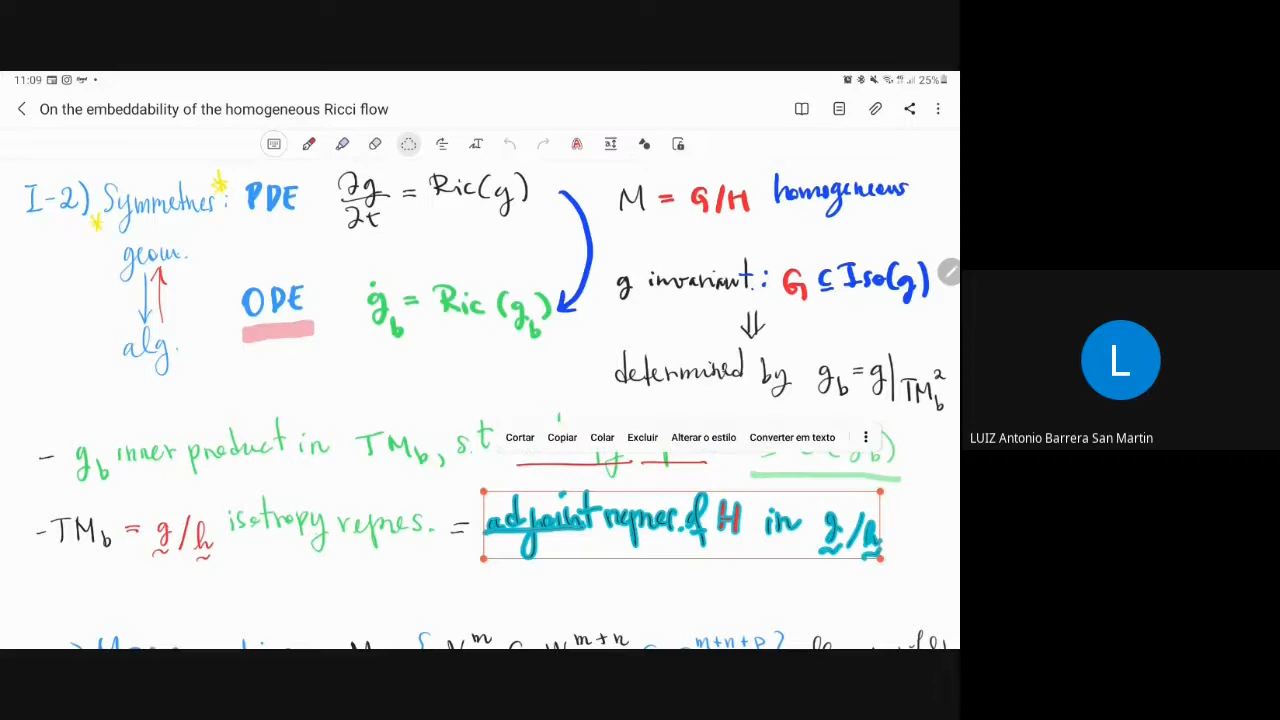 11:09 25%
On the embeddability of the homogeneous Ricci flow
I-2) Symmetries: PDE ∂g/∂t = Ric(g) M = G/H homogeneous
geom.
g invariant: G ⊆ Iso(g)
ODE ġ_b = Ric(g_b)
alg.
determined by g_b = g|_{TM_b^2}
Cortar Copiar Colar Excluir Alterar o estilo Converter em texto
- g_b inner product in TM_b, s.t
- TM_b = g/h isotropy repres. = adjoint repres. of H in g/h
L
LUIZ Antonio Barrera San Martin